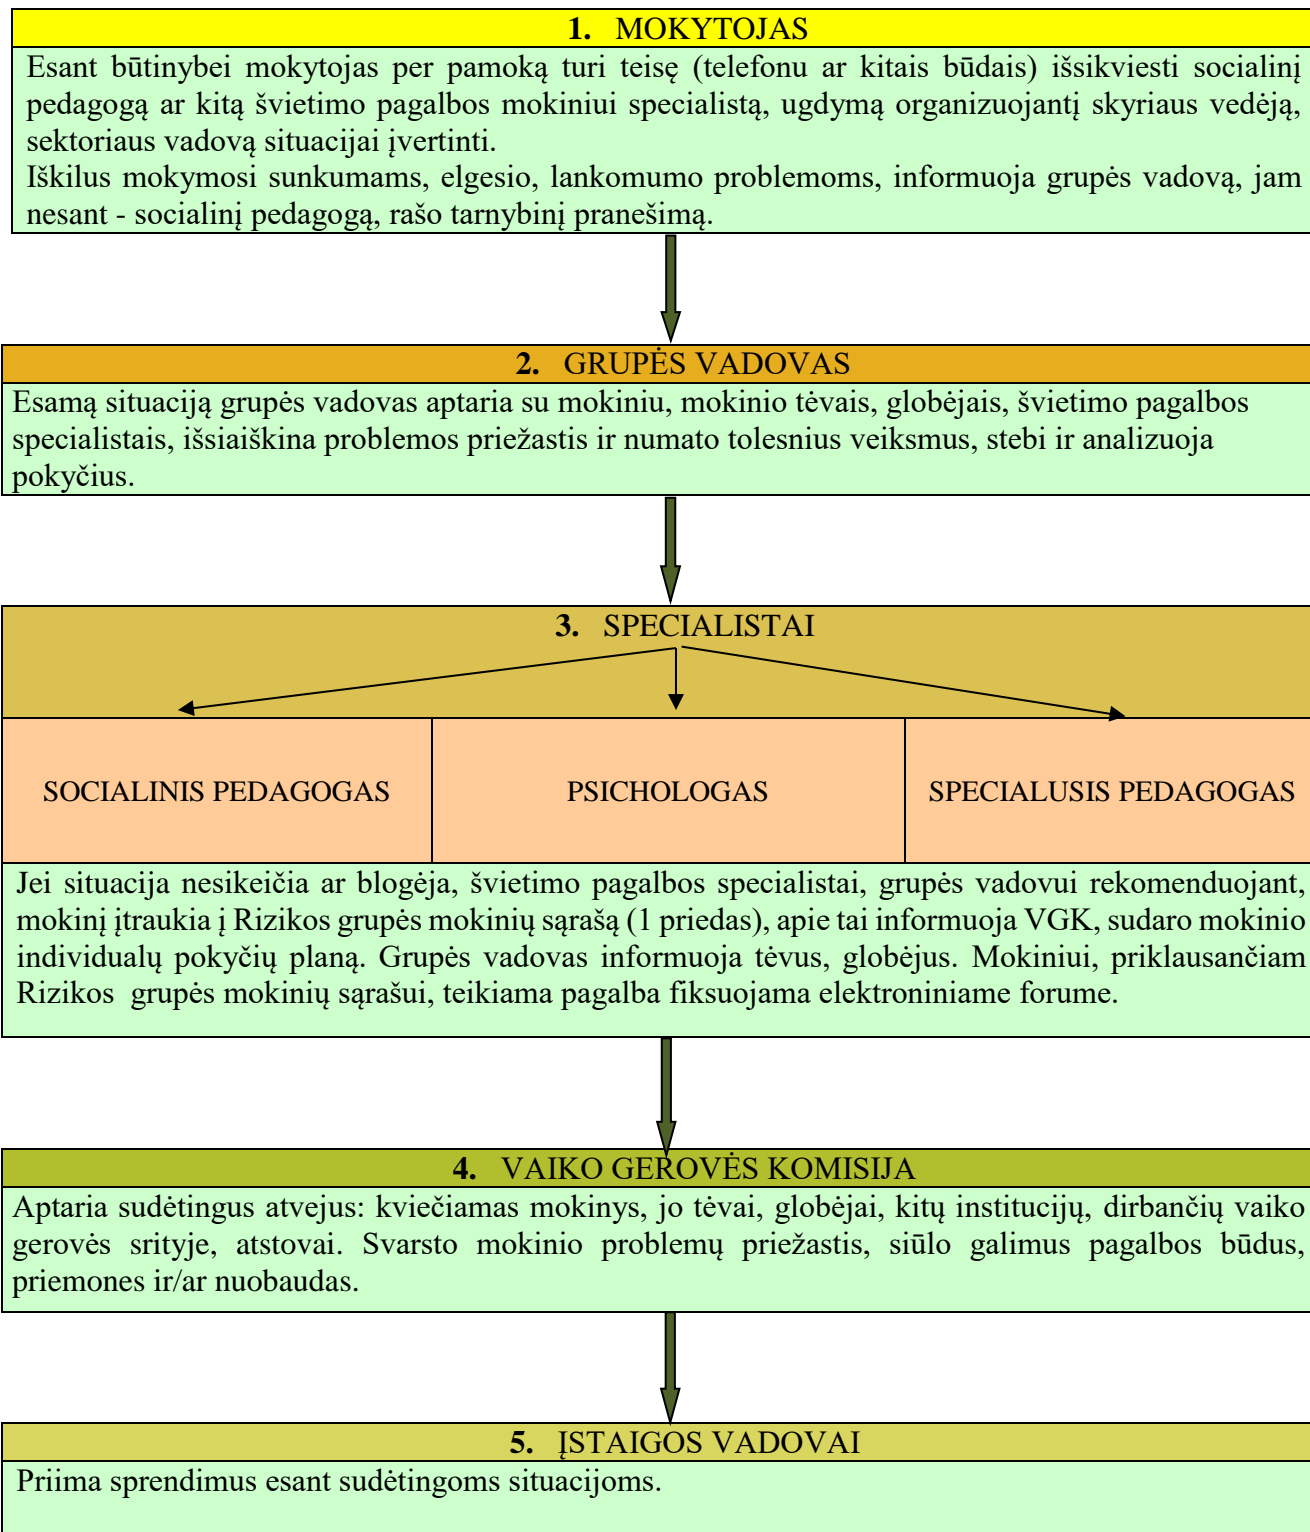 1. MOKYTOJAS
Esant būtinybei mokytojas per pamoką turi teisę (telefonu ar kitais būdais) išsikviesti socialinį
pedagogą ar kitą švietimo pagalbos mokiniui specialistą, ugdymą organizuojantį skyriaus vedėją,
sektoriaus vadovą situacijai įvertinti.
Iškilus mokymosi sunkumams, elgesio, lankomumo problemoms, informuoja grupės vadovą, jam
nesant - socialinį pedagogą, rašo tarnybinį pranešimą.
2. GRUPĖS VADOVAS
Esamą situaciją grupės vadovas aptaria su mokiniu, mokinio tėvais, globėjais, švietimo pagalbos
specialistais, išsiaiškina problemos priežastis ir numato tolesnius veiksmus, stebi ir analizuoja
pokyčius.
3. SPECIALISTAI
SOCIALINIS PEDAGOGAS
PSICHOLOGAS
SPECIALUSIS PEDAGOGAS
Jei situacija nesikeičia ar blogėja, švietimo pagalbos specialistai, grupės vadovui rekomenduojant,
mokinį įtraukia į Rizikos grupės mokinių sąrašą (1 priedas), apie tai informuoja VGK, sudaro mokinio
individualų pokyčių planą. Grupės vadovas informuoja tėvus, globėjus. Mokiniui, priklausančiam
Rizikos grupės mokinių sąrašui, teikiama pagalba fiksuojama elektroniniame forume.
4. VAIKO GEROVĖS KOMISIJA
Aptaria sudėtingus atvejus: kviečiamas mokinys, jo tėvai, globėjai, kitų institucijų, dirbančių vaiko
gerovės srityje, atstovai. Svarsto mokinio problemų priežastis, siūlo galimus pagalbos būdus,
priemones ir/ar nuobaudas.
5. ĮSTAIGOS VADOVAI
Priima sprendimus esant sudėtingoms situacijoms.